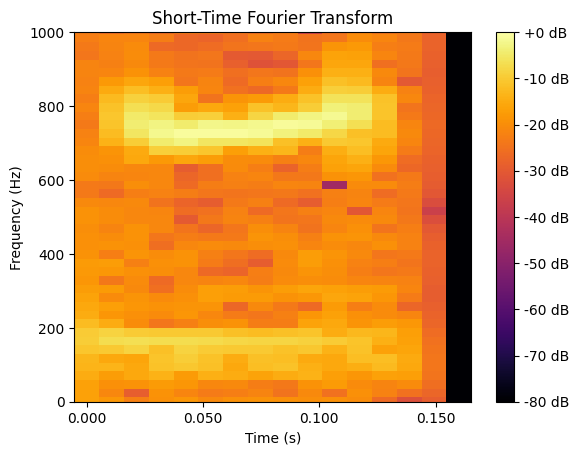 Short-Time Fourier Transform
Frequency (Hz)
1000
800
600
400
200
0
0.000
0.050
0.100
0.150
Time (s)
+0 dB
-10 dB
-20 dB
-30 dB
-40 dB
-50 dB
-60 dB
-70 dB
-80 dB